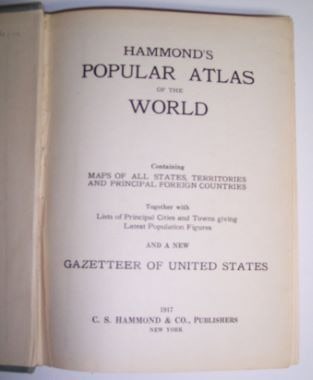 HAMMOND'S
POPULAR ATLAS
OF THE
WORLD
Containing
MAPS OF ALL STATES, TERRITORIES
AND PRINCIPAL FOREIGN COUNTRIES
Together with
Lists of Principal Cities and Towns giving
Latest Population Figures
AND A NEW
GAZETTEER OF UNITED STATES
1917
C. S. HAMMOND & CO., PUBLISHERS
NEW YORK